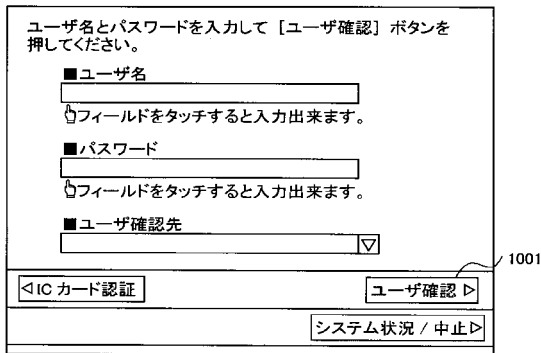 ユーザ名とパスワードを入力して [ユーザ確認] ボタンを
押してください。
■ユーザ名
フィールドをタッチすると入力出来ます。
■パスワード
フィールドをタッチすると入力出来ます。
■ユーザ確認先
▽
◁IC カード認証
ユーザ確認 ▷
1001
システム状況 / 中止▷